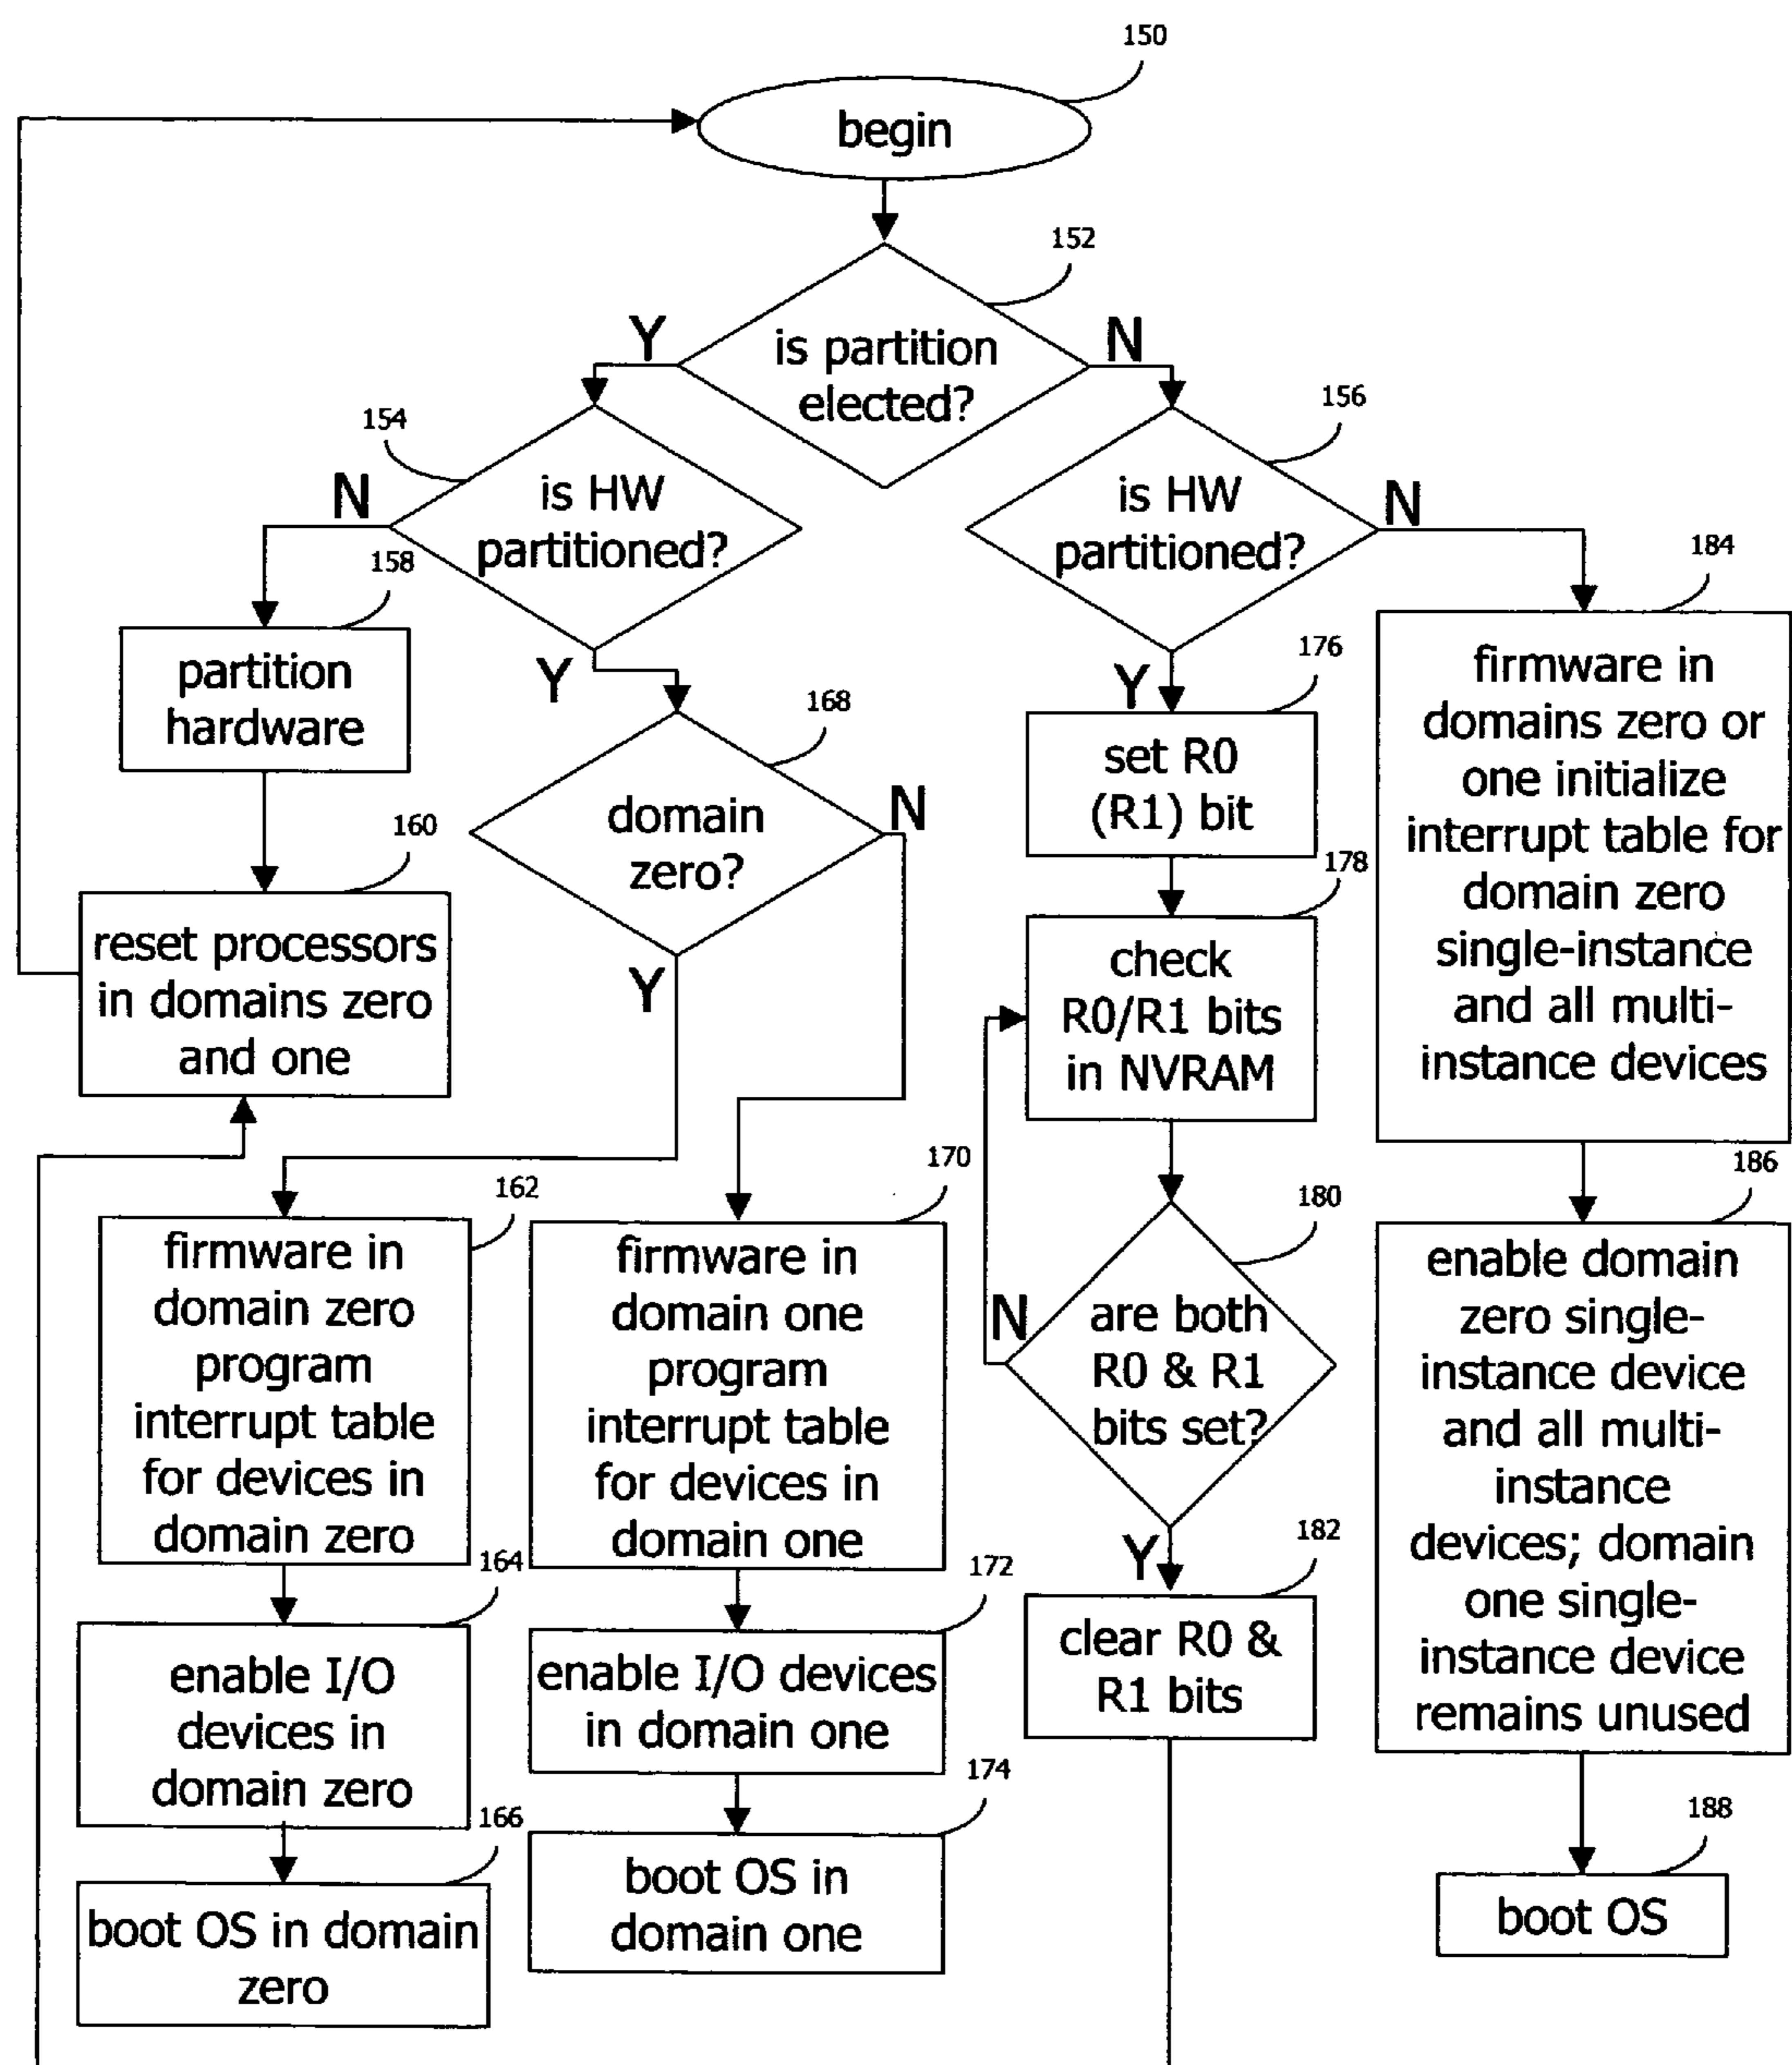 150
begin
152
Y
N
is partition
elected?
154
156
N
is HW
partitioned?
is HW
partitioned?
N
158
184
partition
hardware
Y
168
Y
176
firmware in
domains zero or
one initialize
interrupt table for
domain zero
single-instance
and all multi-
instance devices
set R0
(R1) bit
domain
zero?
N
160
178
reset processors
in domains zero
and one
Y
check
R0/R1 bits
in NVRAM
162
170
180
186
firmware in
domain zero
program
interrupt table
for devices in
domain zero
firmware in
domain one
program
interrupt table
for devices in
domain one
N
are both
R0 & R1
bits set?
enable domain
zero single-
instance device
and all multi-
instance
devices; domain
one single-
instance device
remains unused
164
172
Y
182
enable I/O
devices in
domain zero
enable I/O devices
in domain one
clear R0 &
R1 bits
166
174
188
boot OS in domain
zero
boot OS in
domain one
boot OS